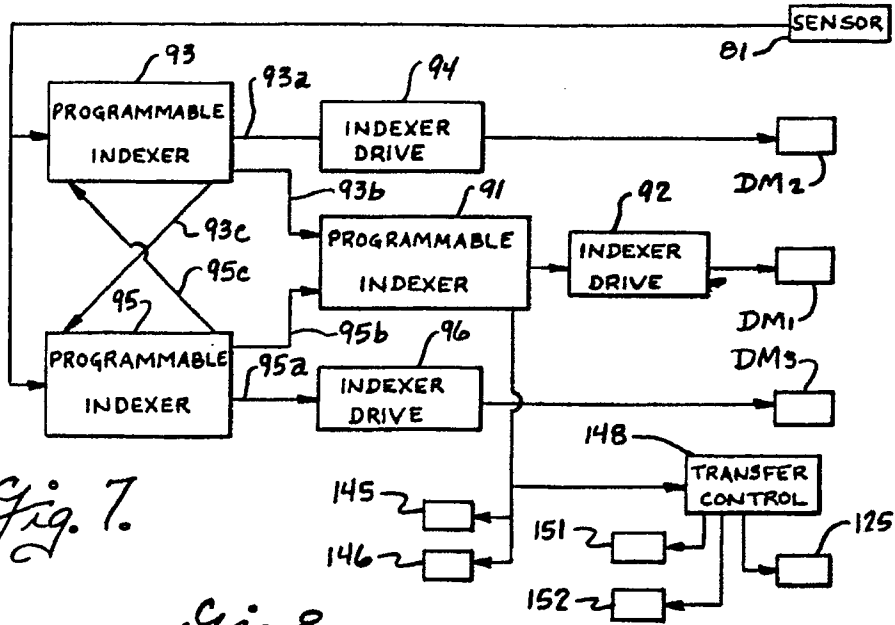 SENSOR
81
93
93a
94
PROGRAMMABLE
INDEXER
INDEXER
DRIVE
DM2
93b
91
92
PROGRAMMABLE
INDEXER
INDEXER
DRIVE
DM1
93c
95c
95
95b
PROGRAMMABLE
INDEXER
95a
96
INDEXER
DRIVE
DM3
148
TRANSFER
CONTROL
Fig. 7.
145
146
151
152
125
Fig. 8